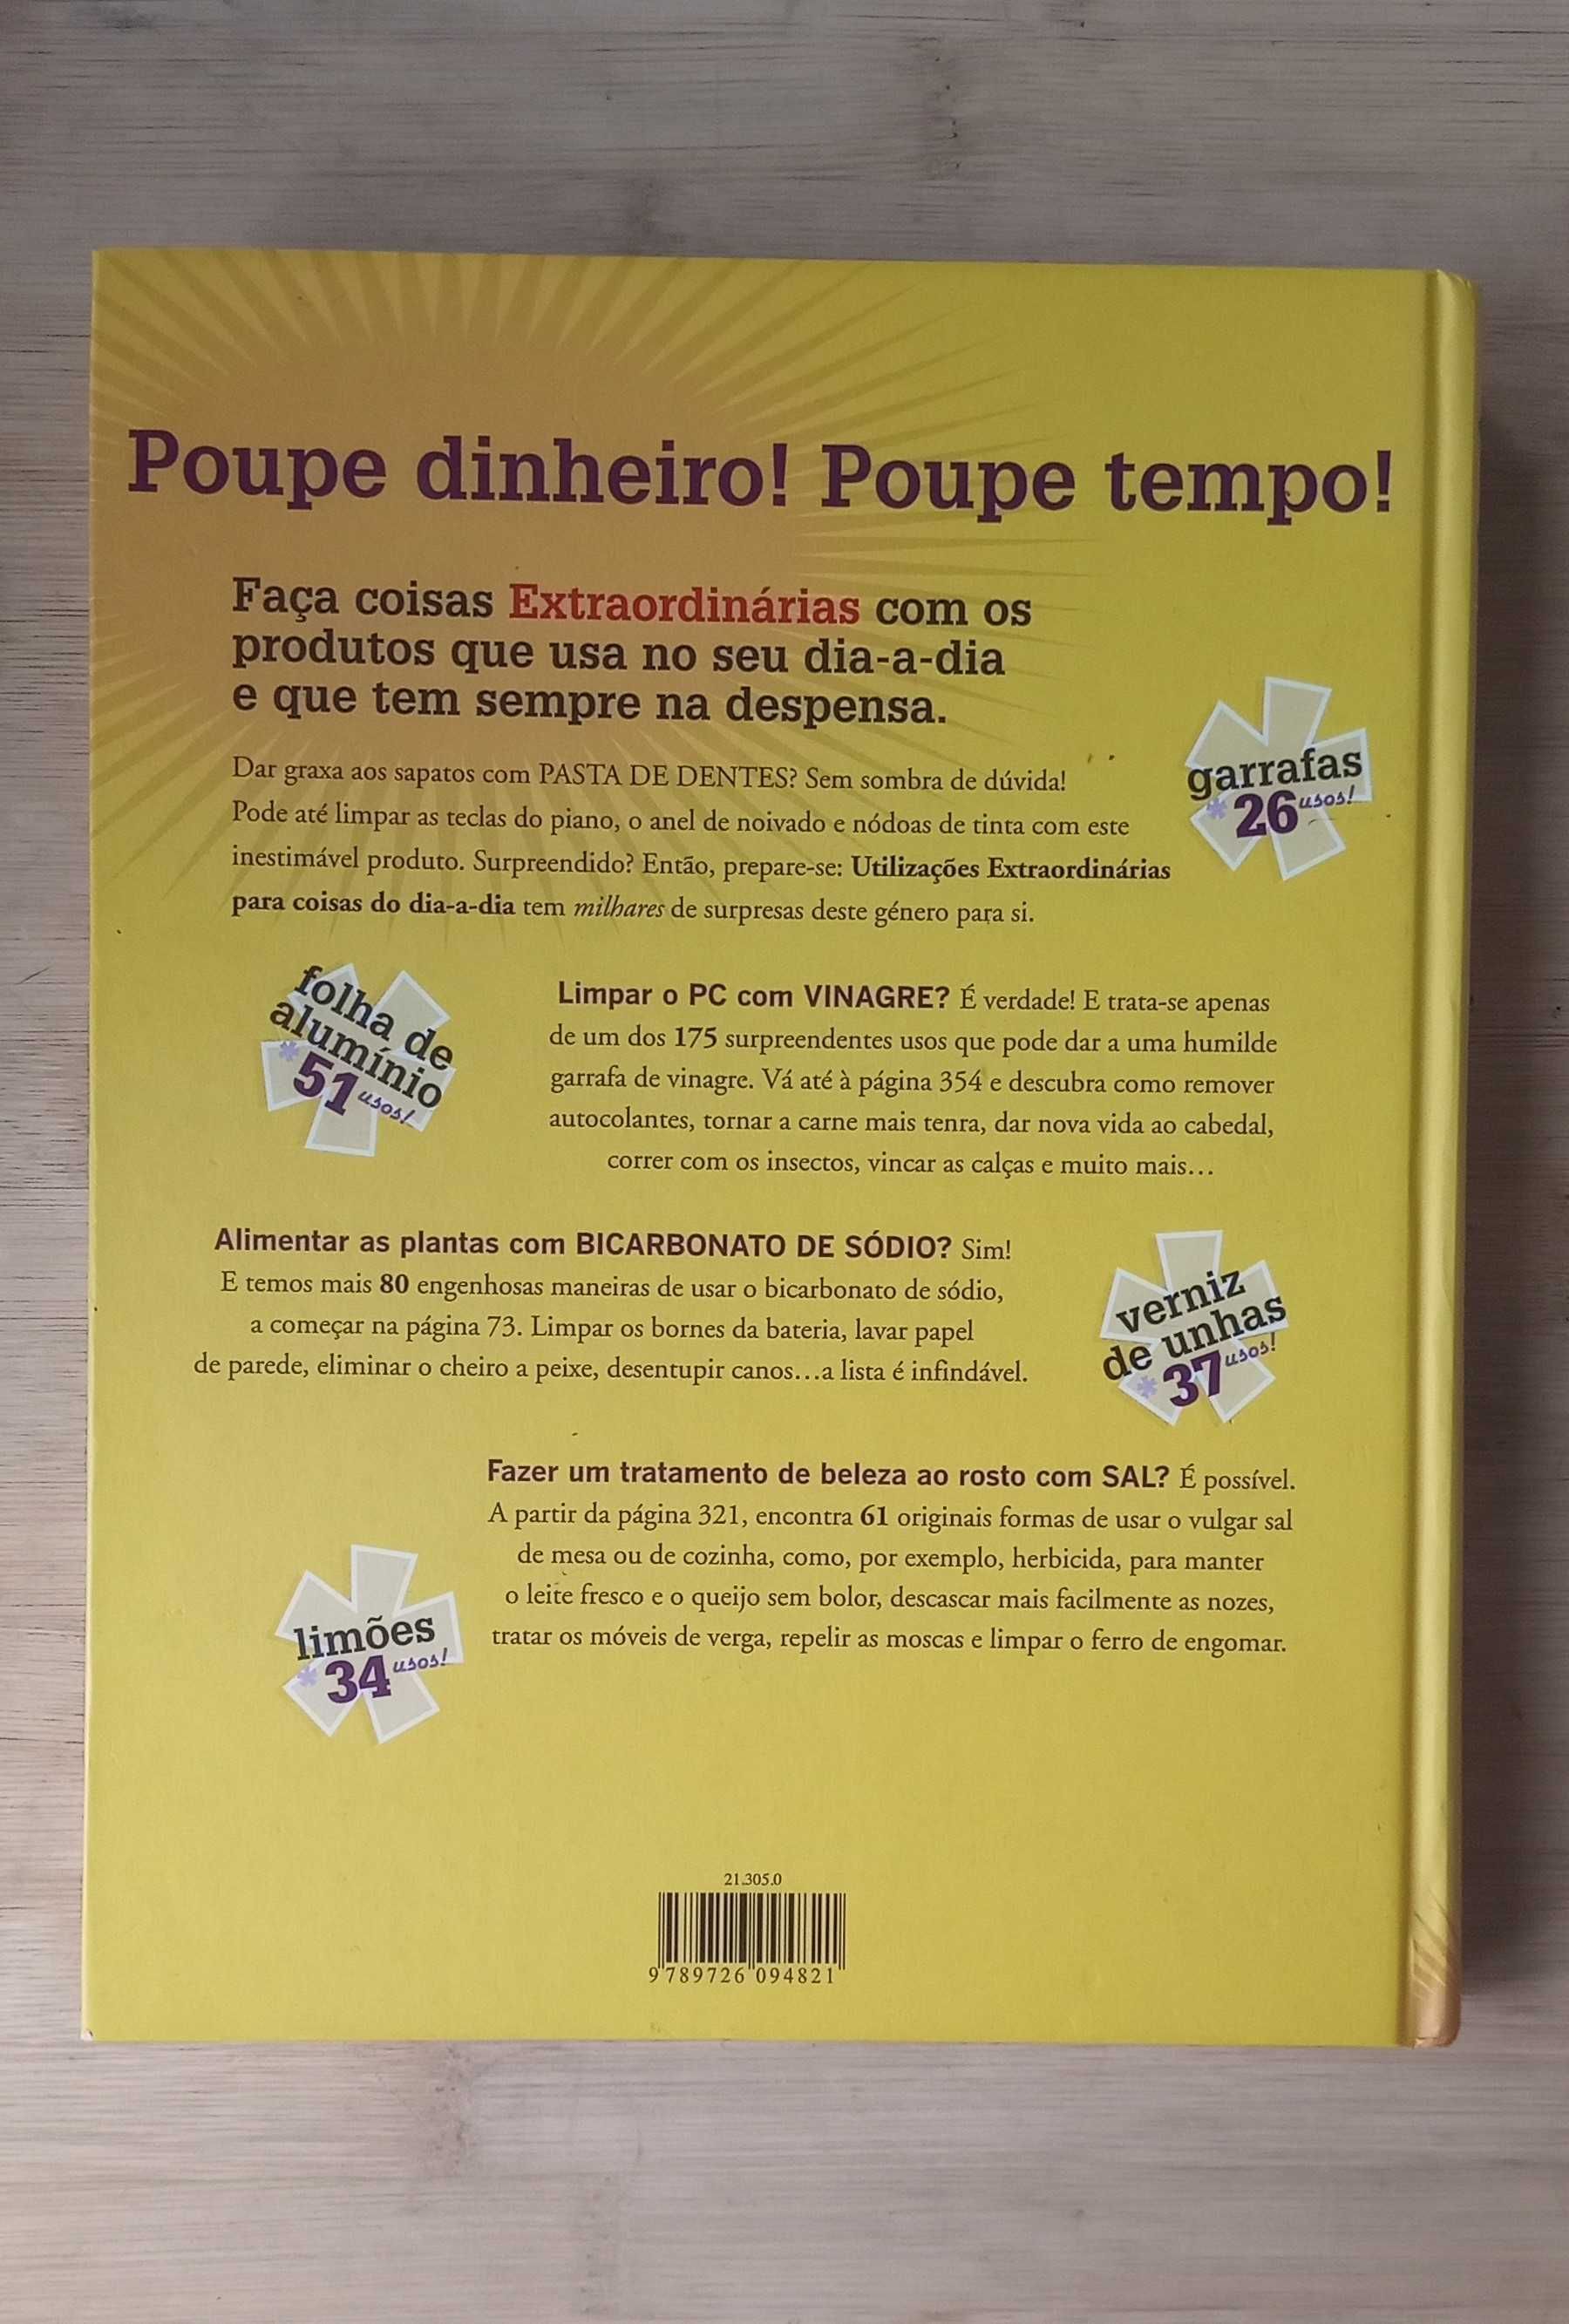 Poupe dinheiro! Poupe tempo!
Faça coisas Extraordinárias com os
produtos que usa no seu dia-a-dia
e que tem sempre na despensa.
Dar graxa aos sapatos com PASTA DE DENTES? Sem sombra de dúvida!
Pode até limpar as teclas do piano, o anel de noivado e nódoas de tinta com este
inestimável produto. Surpreendido? Então, prepare-se: Utilizações Extraordinárias
para coisas do dia-a-dia tem milhares de surpresas deste género para si.
garrafas
*26 usos!
folha de
alumínio
*51 usos!
Limpar o PC com VINAGRE? É verdade! E trata-se apenas
de um dos 175 surpreendentes usos que pode dar a uma humilde
garrafa de vinagre. Vá até à página 354 e descubra como remover
autocolantes, tornar a carne mais tenra, dar nova vida ao cabedal,
correr com os insectos, vincar as calças e muito mais...
Alimentar as plantas com BICARBONATO DE SÓDIO? Sim!
E temos mais 80 engenhosas maneiras de usar o bicarbonato de sódio,
a começar na página 73. Limpar os bornes da bateria, lavar papel
de parede, eliminar o cheiro a peixe, desentupir canos...a lista é infindável.
verniz
de unhas
*37 usos!
Fazer um tratamento de beleza ao rosto com SAL? É possível.
A partir da página 321, encontra 61 originais formas de usar o vulgar sal
de mesa ou de cozinha, como, por exemplo, herbicida, para manter
o leite fresco e o queijo sem bolor, descascar mais facilmente as nozes,
tratar os móveis de verga, repelir as moscas e limpar o ferro de engomar.
limões
*34 usos!
21.305.0
9 789726 094821